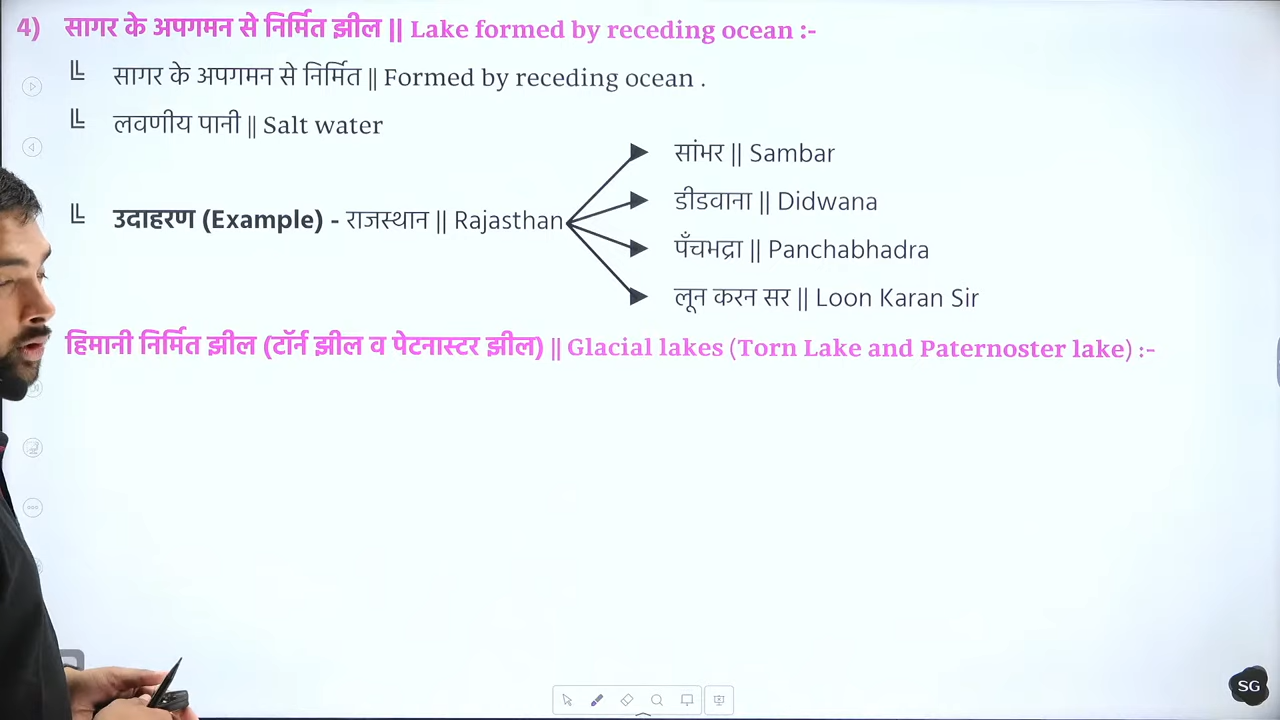 4) सागर के अपगमन से निर्मित झील || Lake formed by receding ocean :-
╚ सागर के अपगमन से निर्मित || Formed by receding ocean .
╚ लवणीय पानी || Salt water
╚ उदाहरण (Example) - राजस्थान || Rajasthan
सांभर || Sambar
डीडवाना || Didwana
पँचभद्रा || Panchabhadra
लून करन सर || Loon Karan Sir
हिमानी निर्मित झील (टॉर्न झील व पेटनास्टर झील) || Glacial lakes (Torn Lake and Paternoster lake) :-
SG